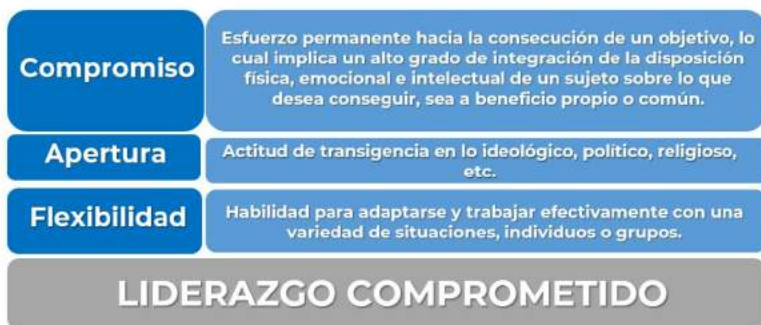 Compromiso
Esfuerzo permanente hacia la consecución de un objetivo, lo
cual implica un alto grado de integración de la disposición
física, emocional e intelectual de un sujeto sobre lo que
desea conseguir, sea a beneficio propio o común.
Apertura
Actitud de transigencia en lo ideológico, político, religioso,
etc.
Flexibilidad
Habilidad para adaptarse y trabajar efectivamente con una
variedad de situaciones, individuos o grupos.
LIDERAZGO COMPROMETIDO